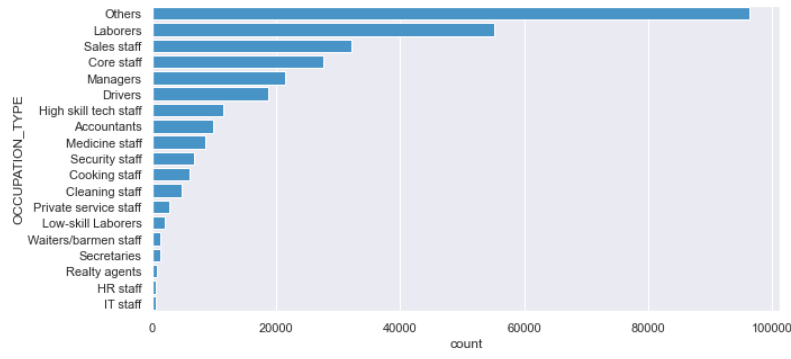 OCCUPATION_TYPE
Others
Laborers
Sales staff
Core staff
Managers
Drivers
High skill tech staff
Accountants
Medicine staff
Security staff
Cooking staff
Cleaning staff
Private service staff
Low-skill Laborers
Waiters/barmen staff
Secretaries
Realty agents
HR staff
IT staff
0 20000 40000 60000 80000 100000
count